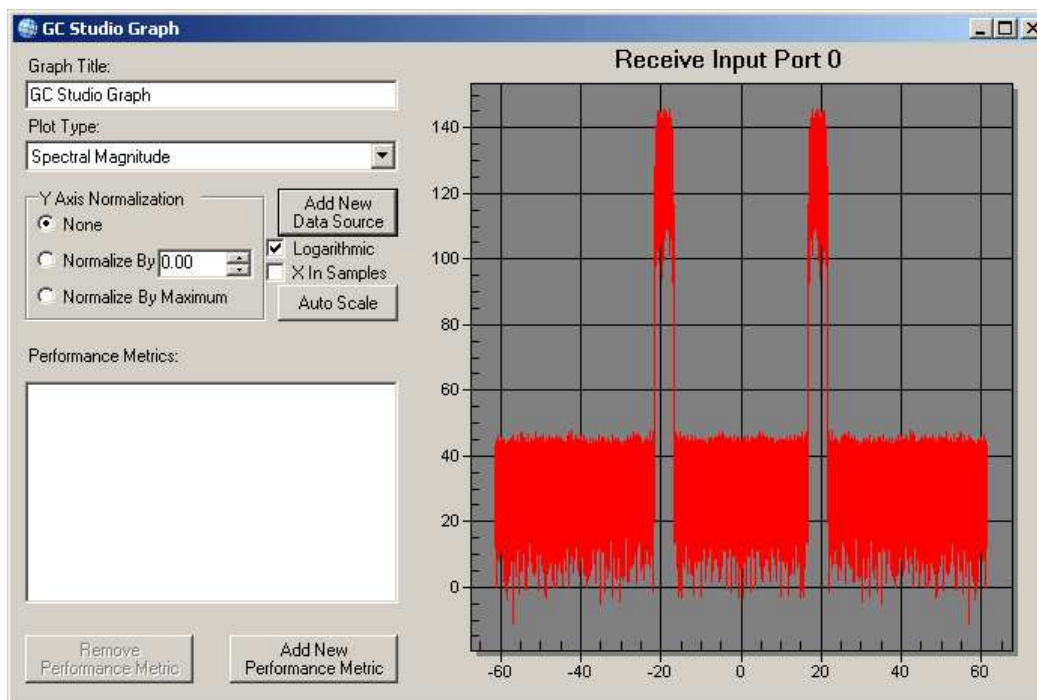 GC Studio Graph
Graph Title:
GC Studio Graph
Plot Type:
Spectral Magnitude
Y Axis Normalization
None
Normalize By 0.00
Normalize By Maximum
Add New
Data Source
Logarithmic
X In Samples
Auto Scale
Performance Metrics:
Remove
Performance Metric
Add New
Performance Metric
Receive Input Port 0
140
120
100
80
60
40
20
0
-60 -40 -20 0 20 40 60